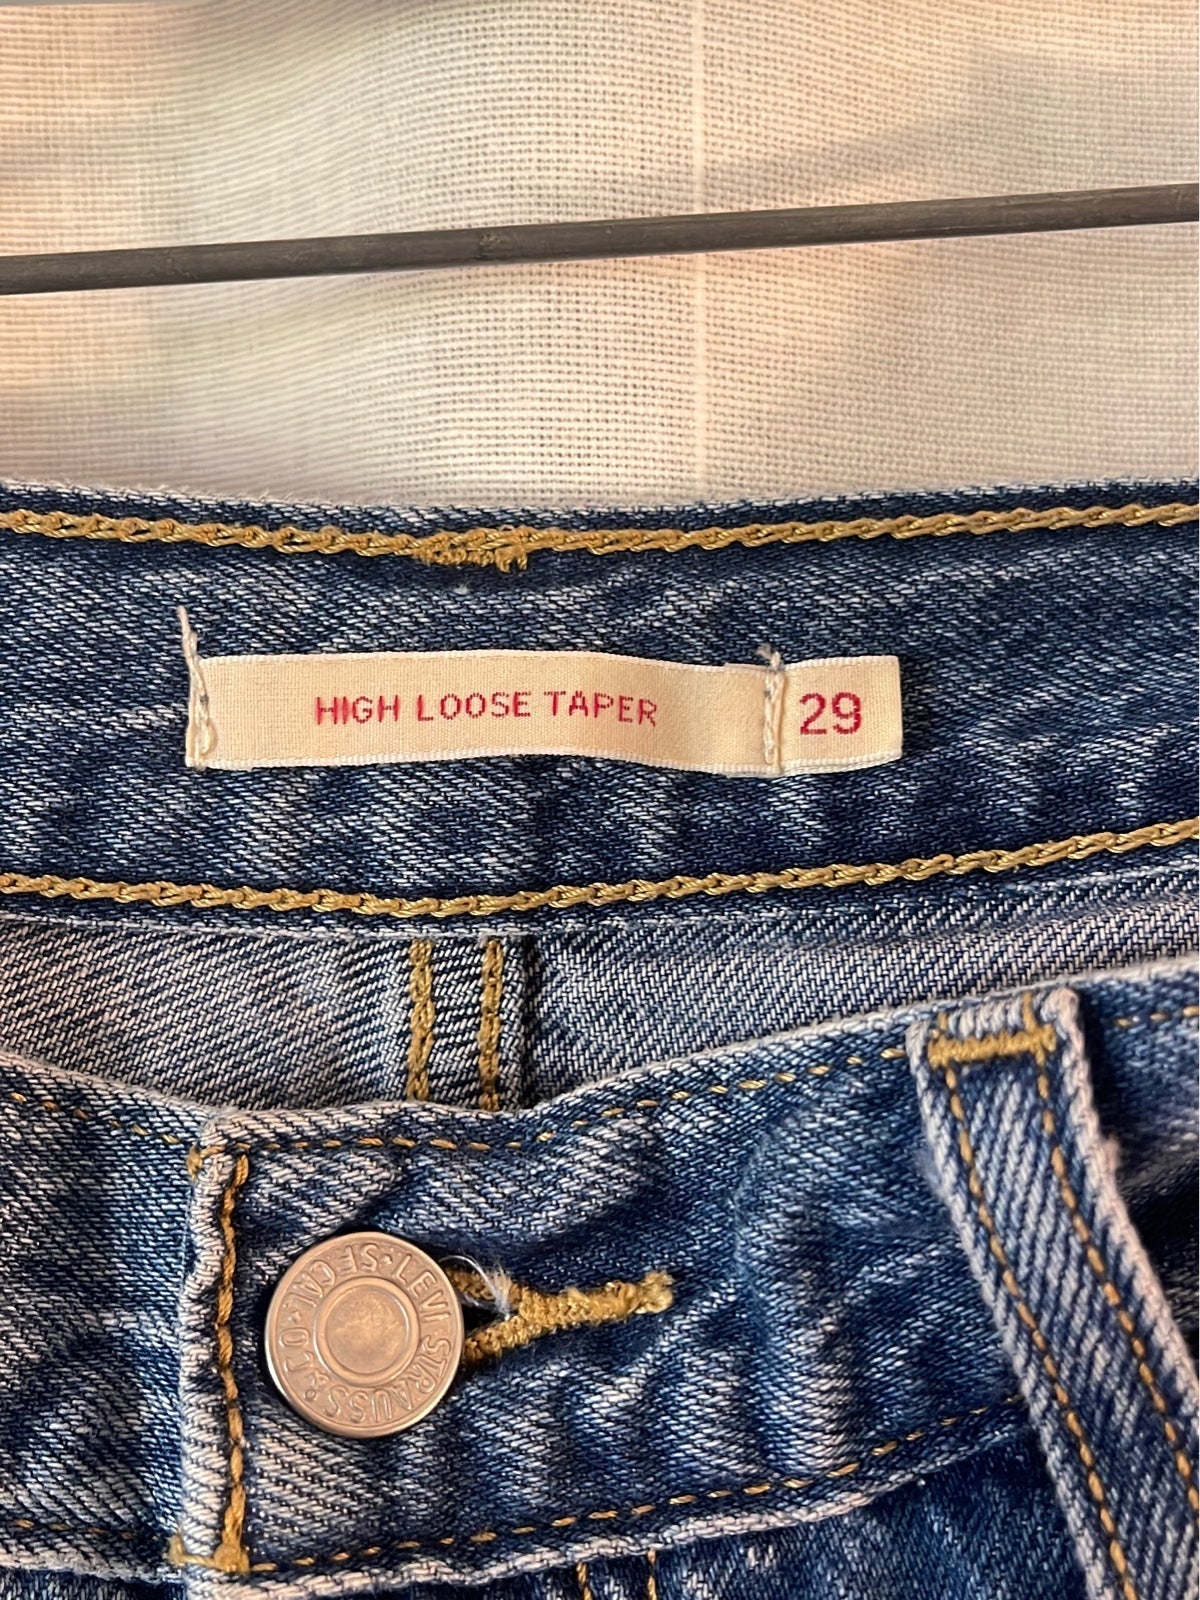 HIGH LOOSE TAPER 29
LEVI STRAUSS & CO. S.F. CAL.